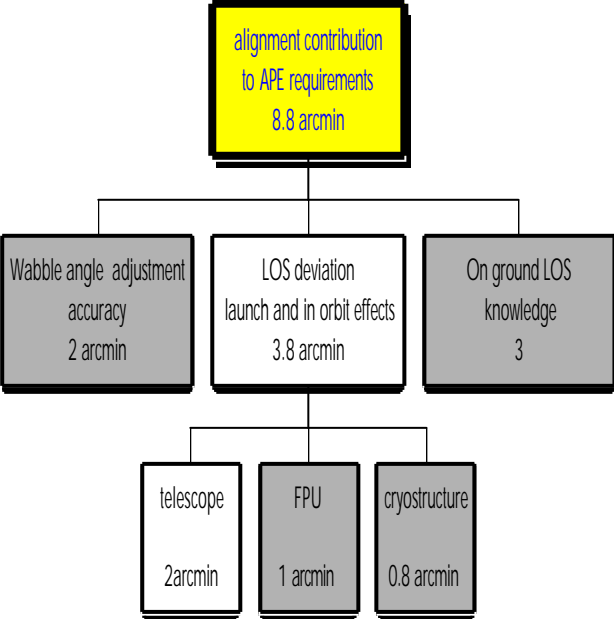 alignment contribution
to APE requirements
8.8 arcmin
Wabble angle adjustment
accuracy
2 arcmin
LOS deviation
launch and in orbit effects
3.8 arcmin
On ground LOS
knowledge
3
telescope
2arcmin
FPU
1 arcmin
cryostructure
0.8 arcmin